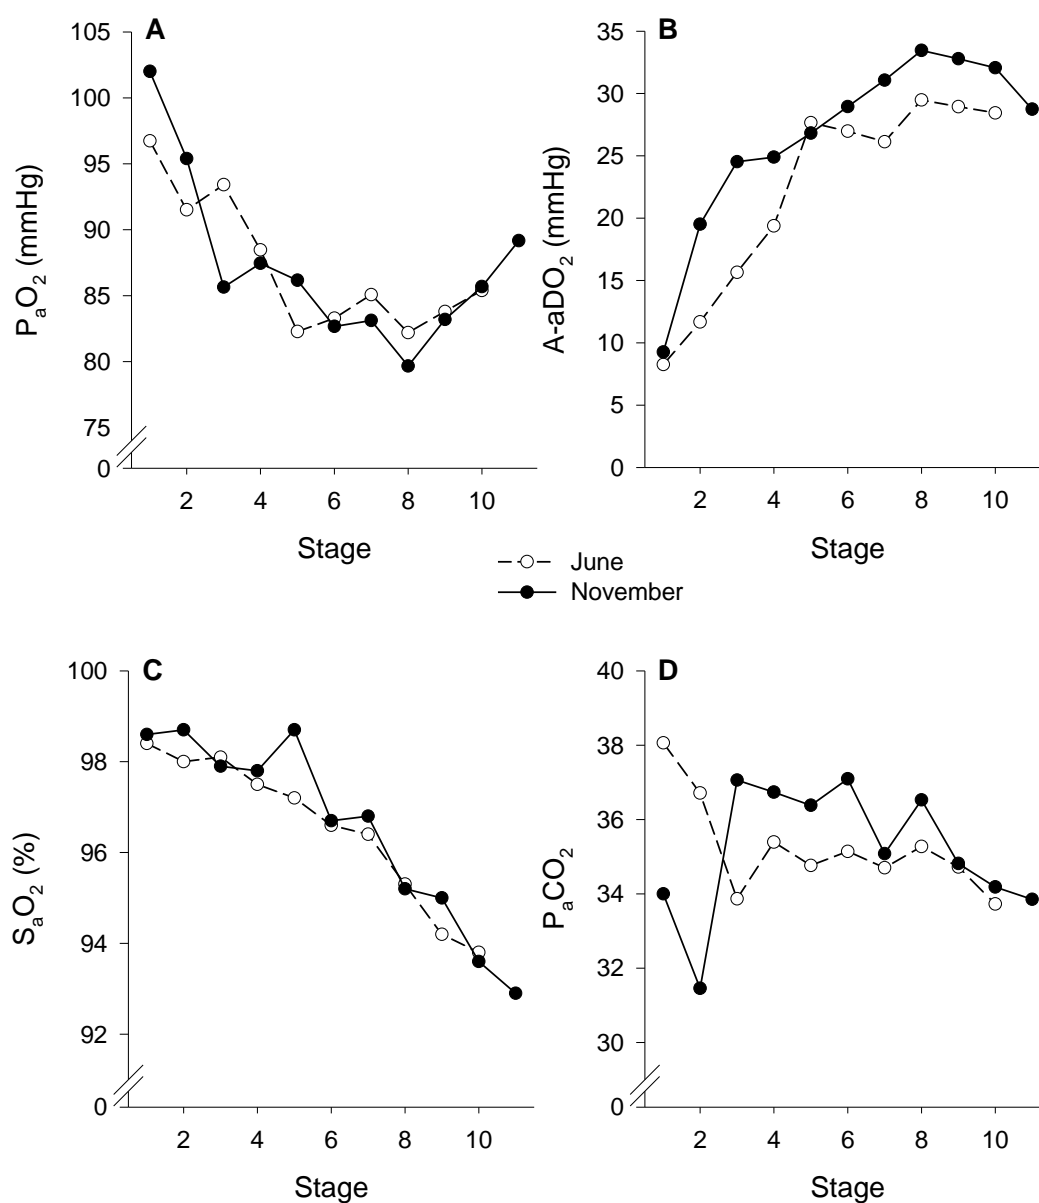 A
105
100
95
90
85
80
75
0
PₐO₂ (mmHg)
2 4 6 8 10
Stage
B
35
30
25
20
15
10
5
0
A-aDO₂ (mmHg)
2 4 6 8 10
Stage
June
November
C
100
98
96
94
92
0
SₐO₂ (%)
2 4 6 8 10
Stage
D
40
38
36
34
32
30
0
PₐCO₂
2 4 6 8 10
Stage